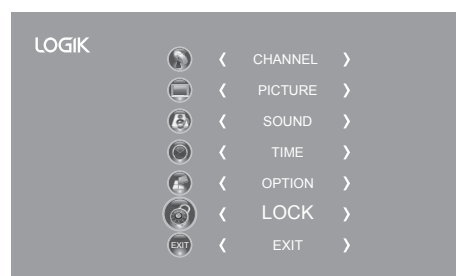 LOGIK
CHANNEL
PICTURE
SOUND
TIME
OPTION
LOCK
EXIT EXIT